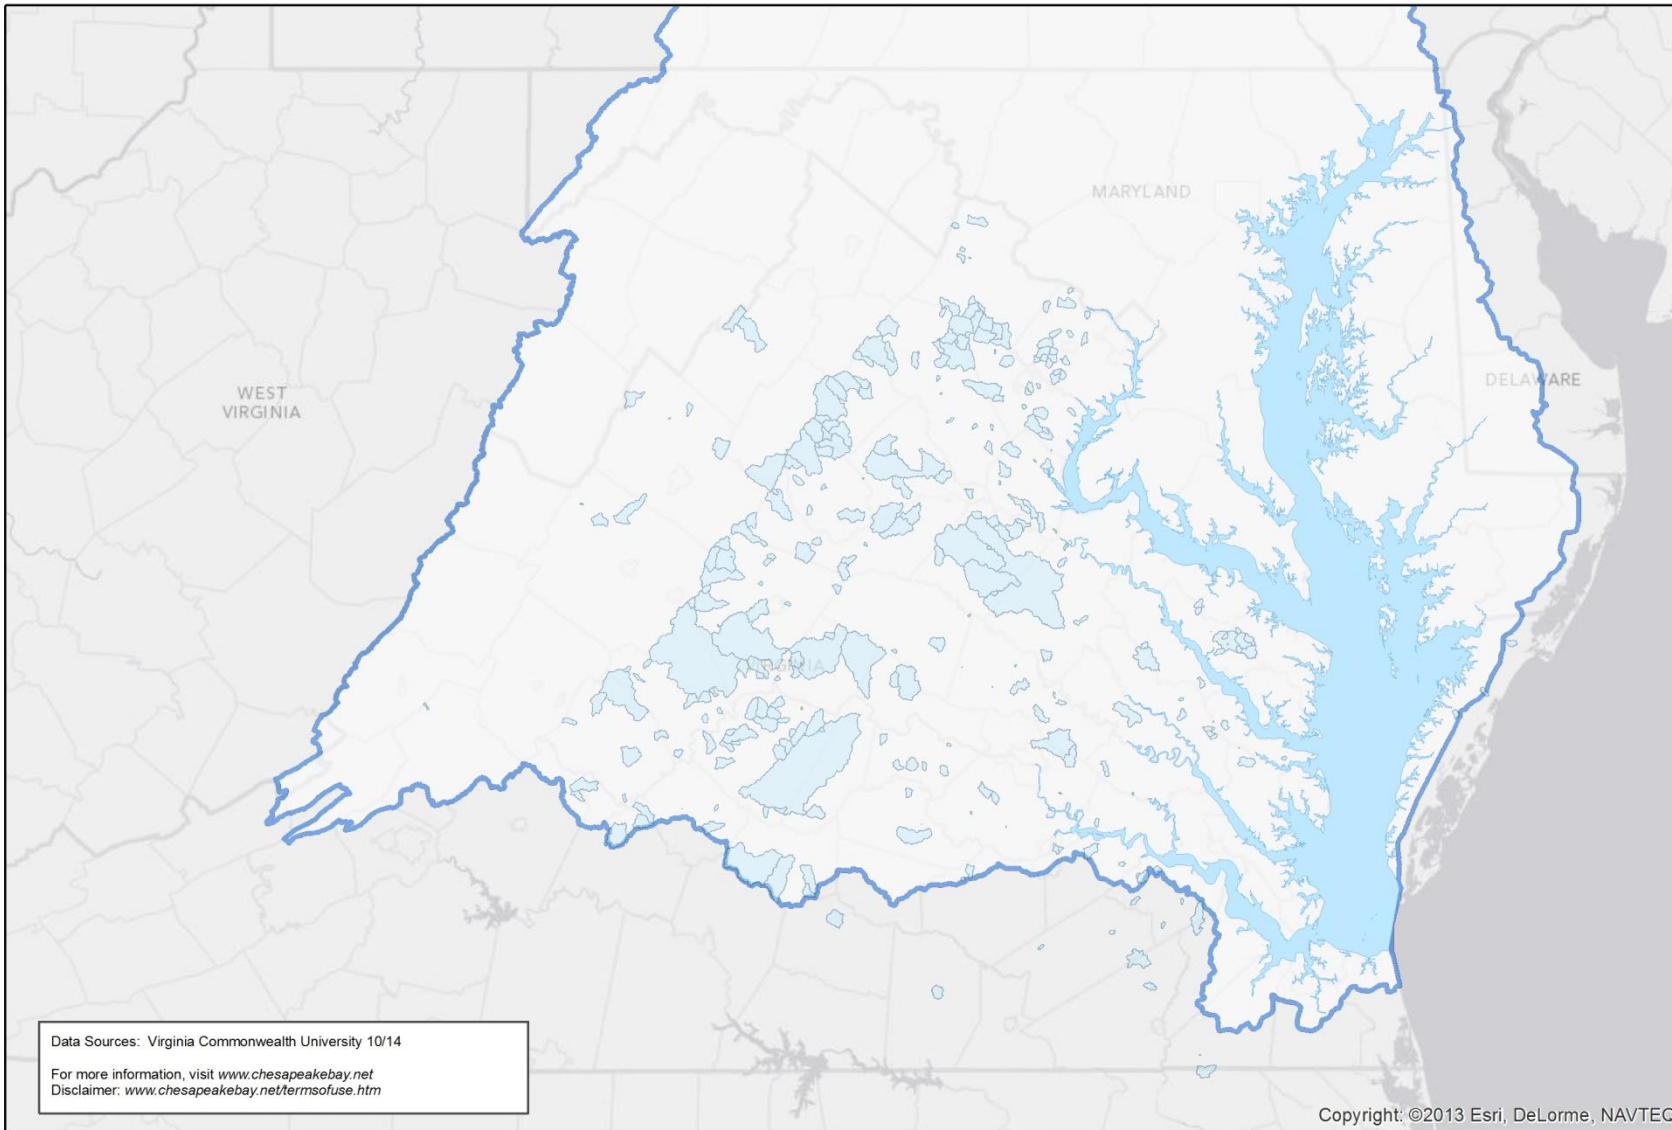 MARYLAND
WEST
VIRGINIA
DELAWARE
VIRGINIA
Data Sources: Virginia Commonwealth University 10/14
For more information, visit www.chesapeakebay.net
Disclaimer: www.chesapeakebay.net/termsofuse.htm
Copyright: ©2013 Esri, DeLorme, NAVTEQ